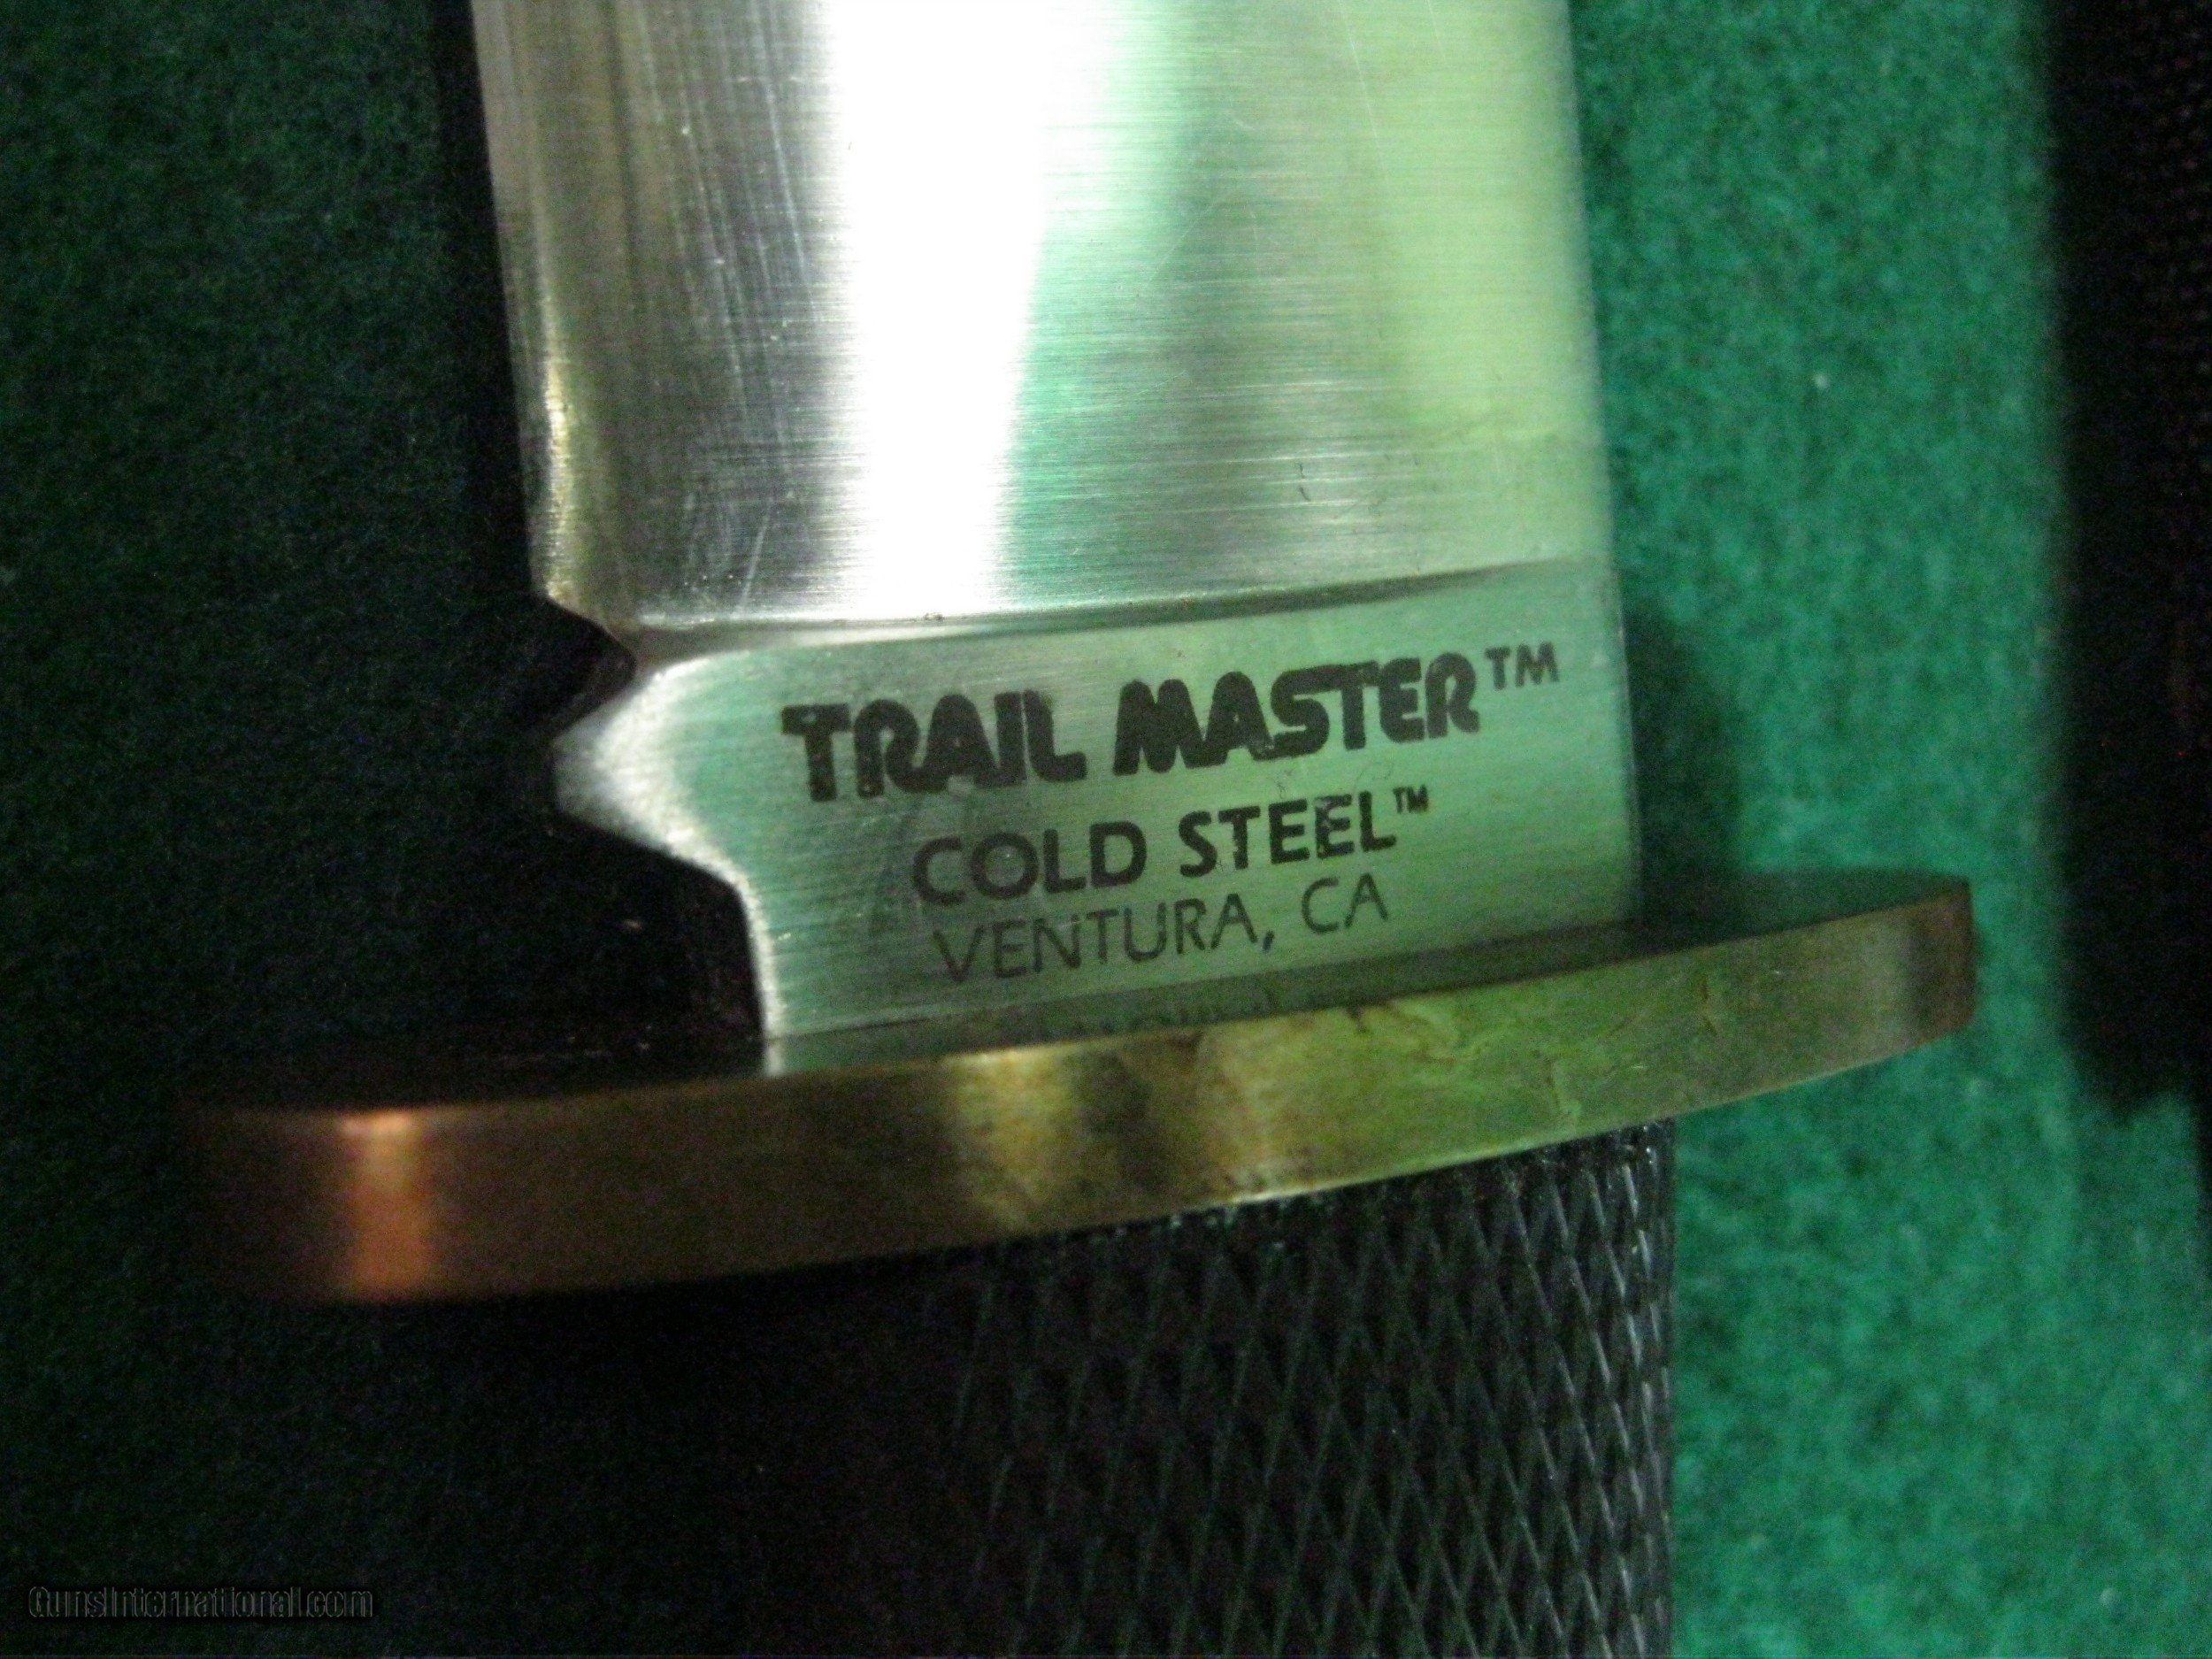 TRAIL MASTER™
COLD STEEL™
VENTURA, CA
GunsInternational.com